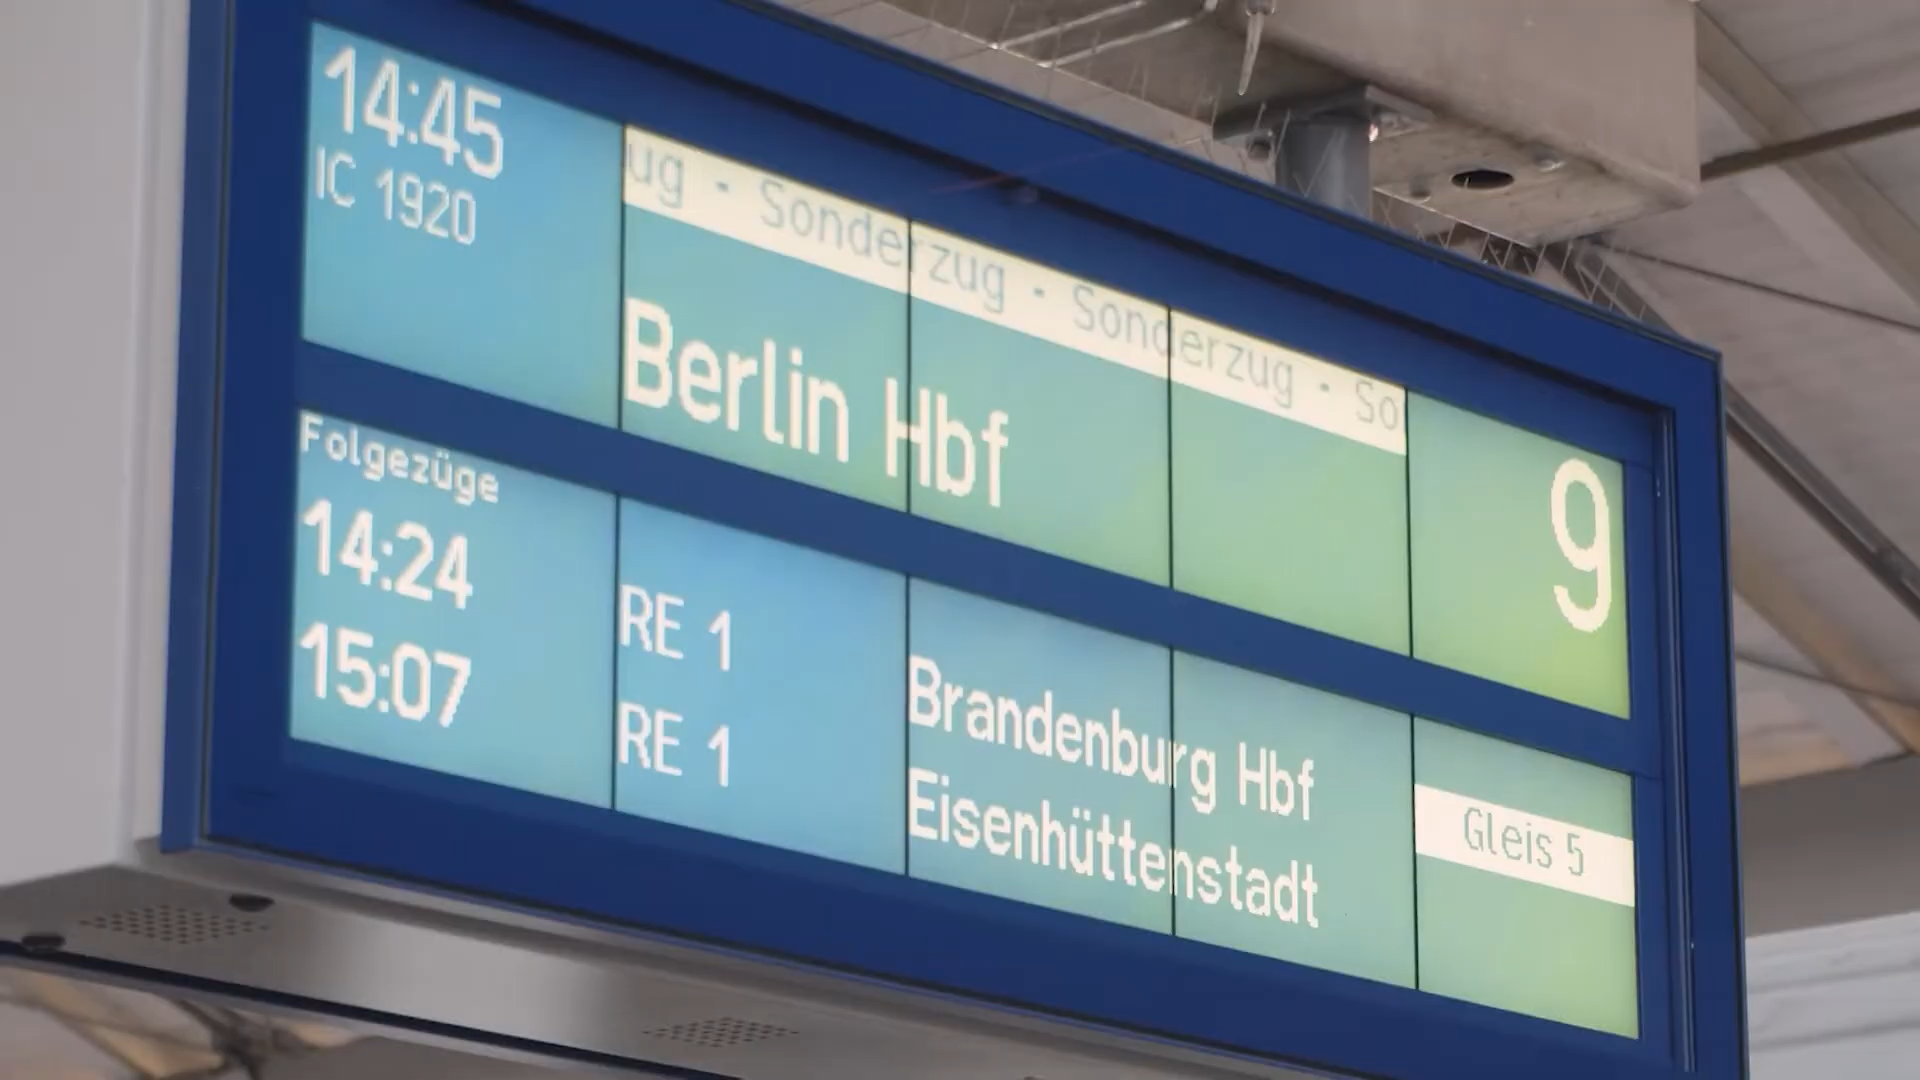 14:45
IC 1920
ug - Sonderzug - Sonderzug - So
Berlin Hbf
9
Folgezüge
14:24 RE 1 Brandenburg Hbf
15:07 RE 1 Eisenhüttenstadt
Gleis 5